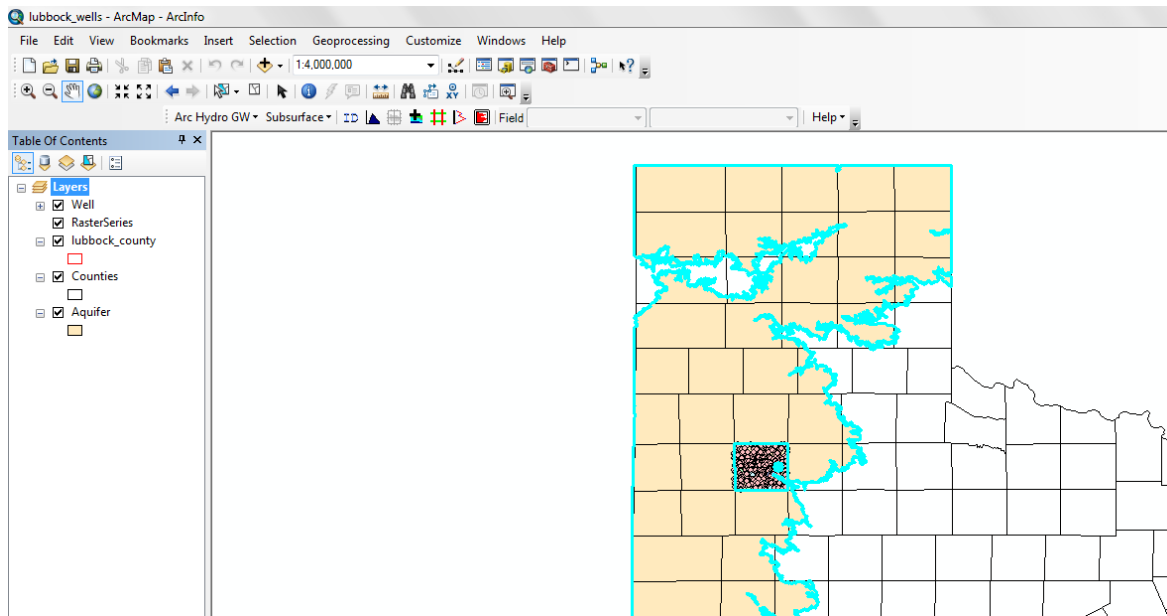 lubbock_wells - ArcMap - ArcInfo
File Edit View Bookmarks Insert Selection Geoprocessing Customize Windows Help
1:4,000,000
Arc Hydro GW Subsurface ID Field Help
Table Of Contents
Layers
Well
RasterSeries
lubbock_county
Counties
Aquifer